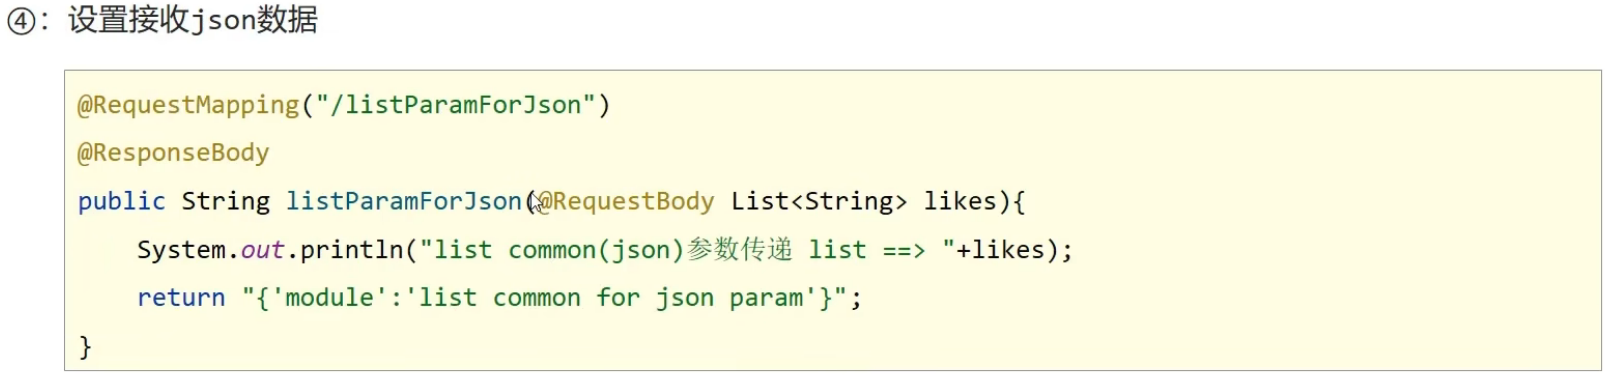 ④：设置接收json数据
@RequestMapping("/listParamForJson")
@ResponseBody
public String listParamForJson(@RequestBody List<String> likes){
    System.out.println("list common(json)参数传递 list ==> "+likes);
    return "{'module':'list common for json param'}";
}